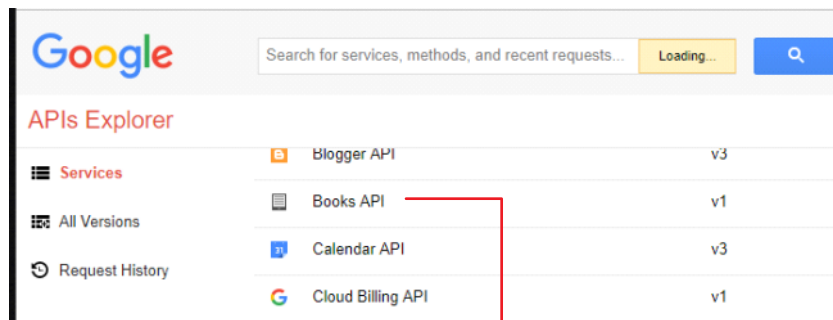 Google
Search for services, methods, and recent requests... Loading...
APIs Explorer
Blogger API v3
Services
Books API v1
All Versions
31 Calendar API v3
Request History
Cloud Billing API v1